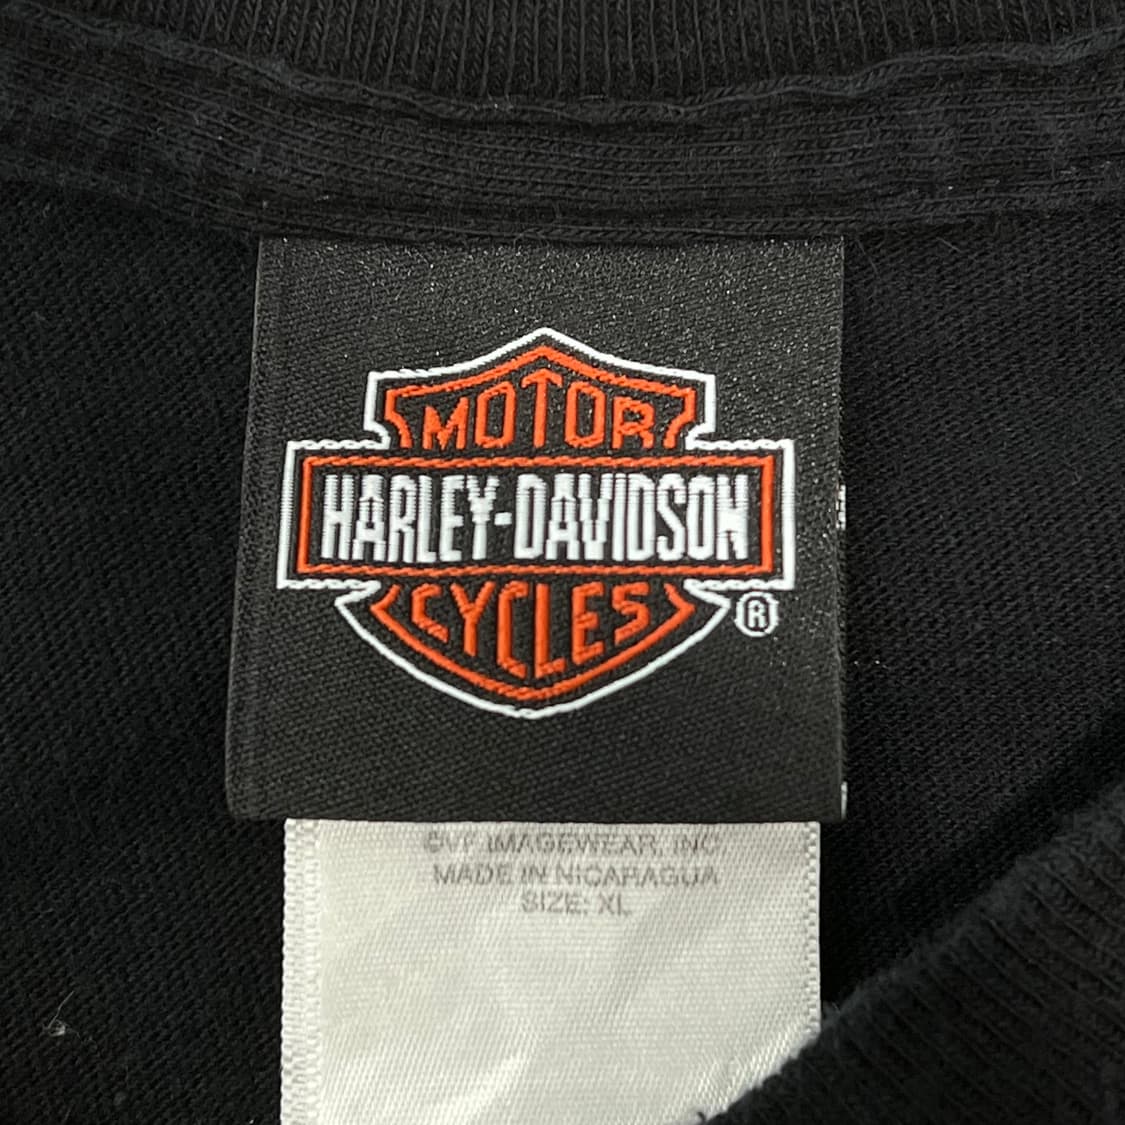 MOTOR
HARLEY-DAVIDSON
CYCLES
®
©VF IMAGEWEAR, INC.
MADE IN NICARAGUA
SIZE: XL